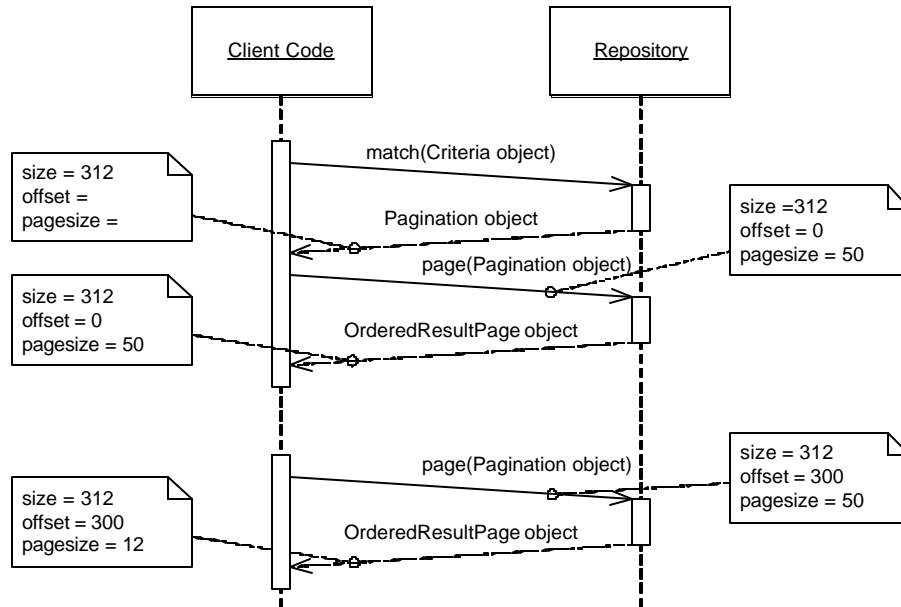 Client Code
Repository
match(Criteria object)
size = 312
offset =
pagesize =
size =312
offset = 0
pagesize = 50
Pagination object
page(Pagination object)
size = 312
offset = 0
pagesize = 50
OrderedResultPage object
page(Pagination object)
size = 312
offset = 300
pagesize = 50
size = 312
offset = 300
pagesize = 12
OrderedResultPage object